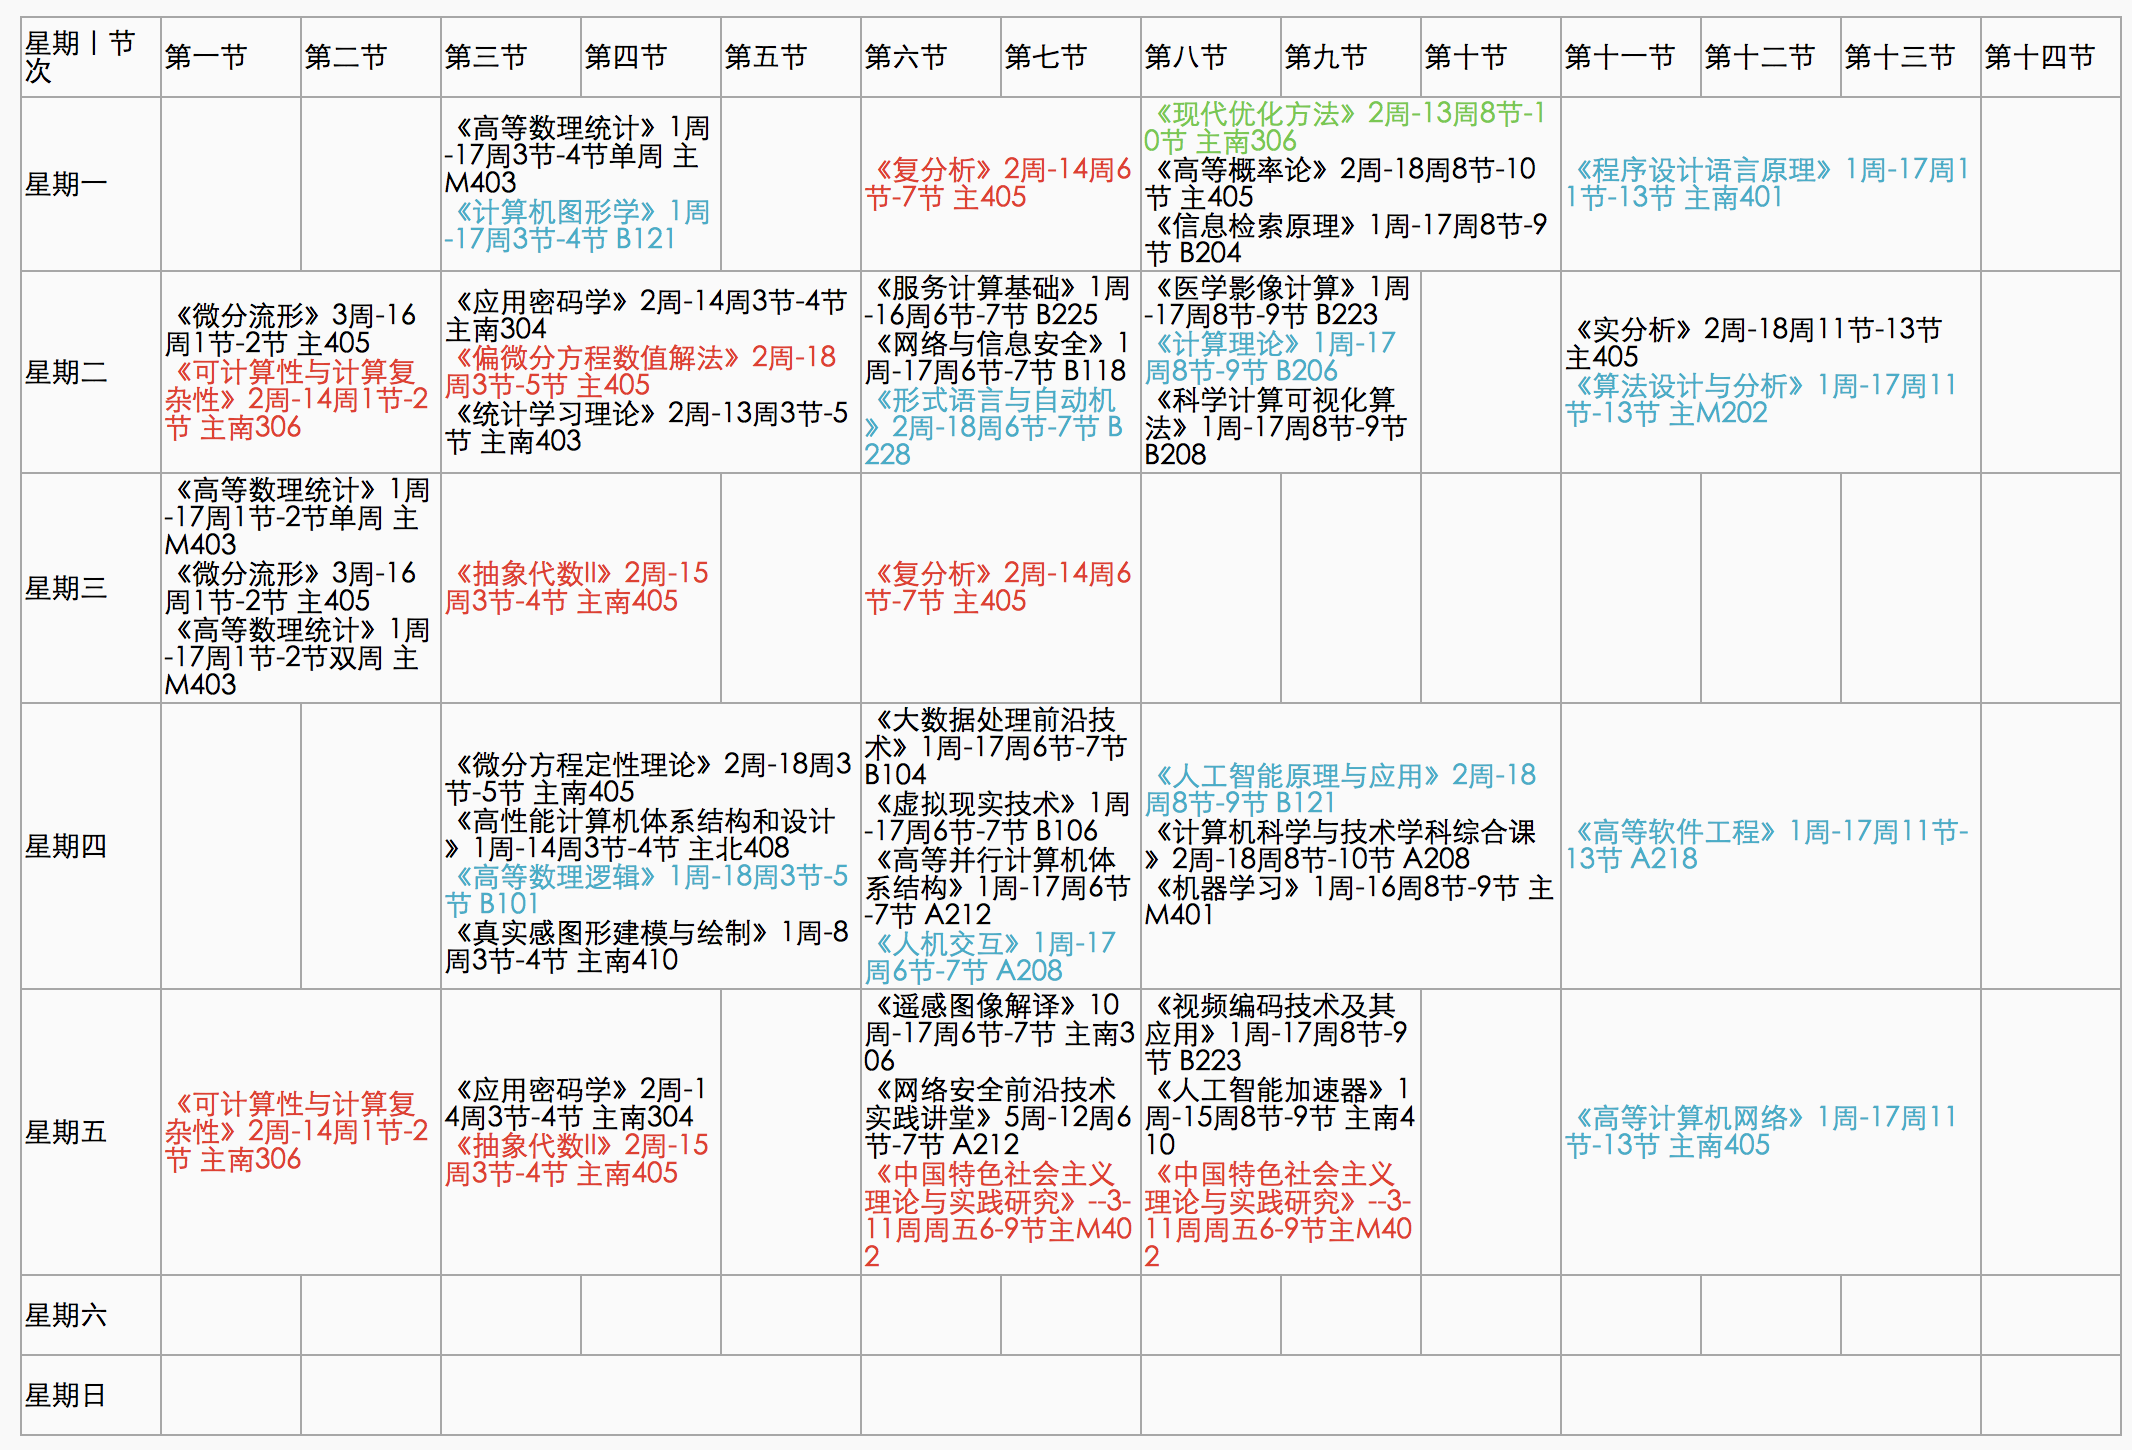 星期丨节次
第一节
第二节
第三节
第四节
第五节
第六节
第七节
第八节
第九节
第十节
第十一节
第十二节
第十三节
第十四节
星期一
《高等数理统计》1周
-17周3节-4节单周 主
M403
《计算机图形学》1周
-17周3节-4节 B121
《复分析》2周-14周6
节-7节 主405
《现代优化方法》2周-13周8节-1
0节 主南306
《高等概率论》2周-18周8节-10
节 主405
《信息检索原理》1周-17周8节-9
节 B204
《程序设计语言原理》1周-17周1
1节-13节 主南401
星期二
《微分流形》3周-16
周1节-2节 主405
《可计算性与计算复
杂性》2周-14周1节-2
节 主南306
《应用密码学》2周-14周3节-4节
主南304
《偏微分方程数值解法》2周-18
周3节-5节 主405
《统计学习理论》2周-13周3节-5
节 主南403
《服务计算基础》1周
-16周6节-7节 B225
《网络与信息安全》1
周-17周6节-7节 B118
《形式语言与自动机
》2周-18周6节-7节 B
228
《医学影像计算》1周
-17周8节-9节 B223
《计算理论》1周-17
周8节-9节 B206
《科学计算可视化算
法》1周-17周8节-9节
B208
《实分析》2周-18周11节-13节
主405
《算法设计与分析》1周-17周11
节-13节 主M202
星期三
《高等数理统计》1周
-17周1节-2节单周 主
M403
《微分流形》3周-16
周1节-2节 主405
《高等数理统计》1周
-17周1节-2节双周 主
M403
《抽象代数II》2周-15
周3节-4节 主南405
《复分析》2周-14周6
节-7节 主405
星期四
《微分方程定性理论》2周-18周3
节-5节 主南405
《高性能计算机体系结构和设计
》1周-14周3节-4节 主北408
《高等数理逻辑》1周-18周3节-5
节 B101
《真实感图形建模与绘制》1周-8
周3节-4节 主南410
《大数据处理前沿技
术》1周-17周6节-7节
B104
《虚拟现实技术》1周
-17周6节-7节 B106
《高等并行计算机体
系结构》1周-17周6节
-7节 A212
《人机交互》1周-17
周6节-7节 A208
《人工智能原理与应用》2周-18
周8节-9节 B121
《计算机科学与技术学科综合课
》2周-18周8节-10节 A208
《机器学习》1周-16周8节-9节 主
M401
《高等软件工程》1周-17周11节-
13节 A218
星期五
《可计算性与计算复
杂性》2周-14周1节-2
节 主南306
《应用密码学》2周-1
4周3节-4节 主南304
《抽象代数II》2周-15
周3节-4节 主南405
《遥感图像解译》10
周-17周6节-7节 主南3
06
《网络安全前沿技术
实践讲堂》5周-12周6
节-7节 A212
《中国特色社会主义
理论与实践研究》--3-
11周周五6-9节主M40
2
《视频编码技术及其
应用》1周-17周8节-9
节 B223
《人工智能加速器》1
周-15周8节-9节 主南4
10
《中国特色社会主义
理论与实践研究》--3-
11周周五6-9节主M40
2
《高等计算机网络》1周-17周11
节-13节 主南405
星期六
星期日